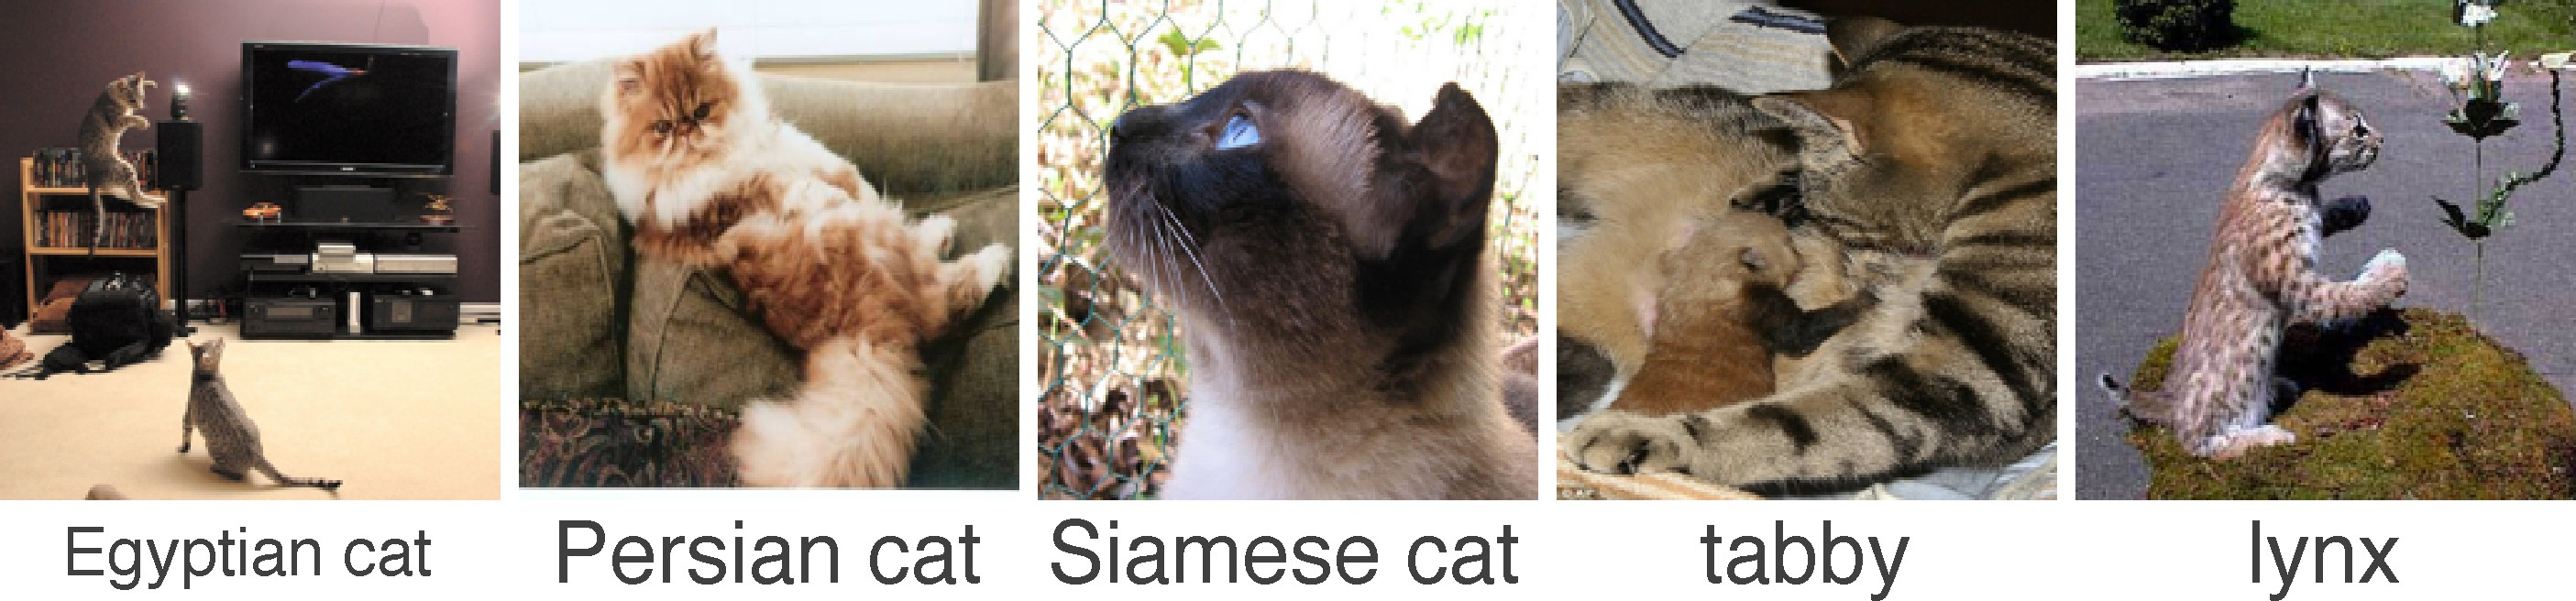 Egyptian cat
Persian cat
Siamese cat
tabby
lynx